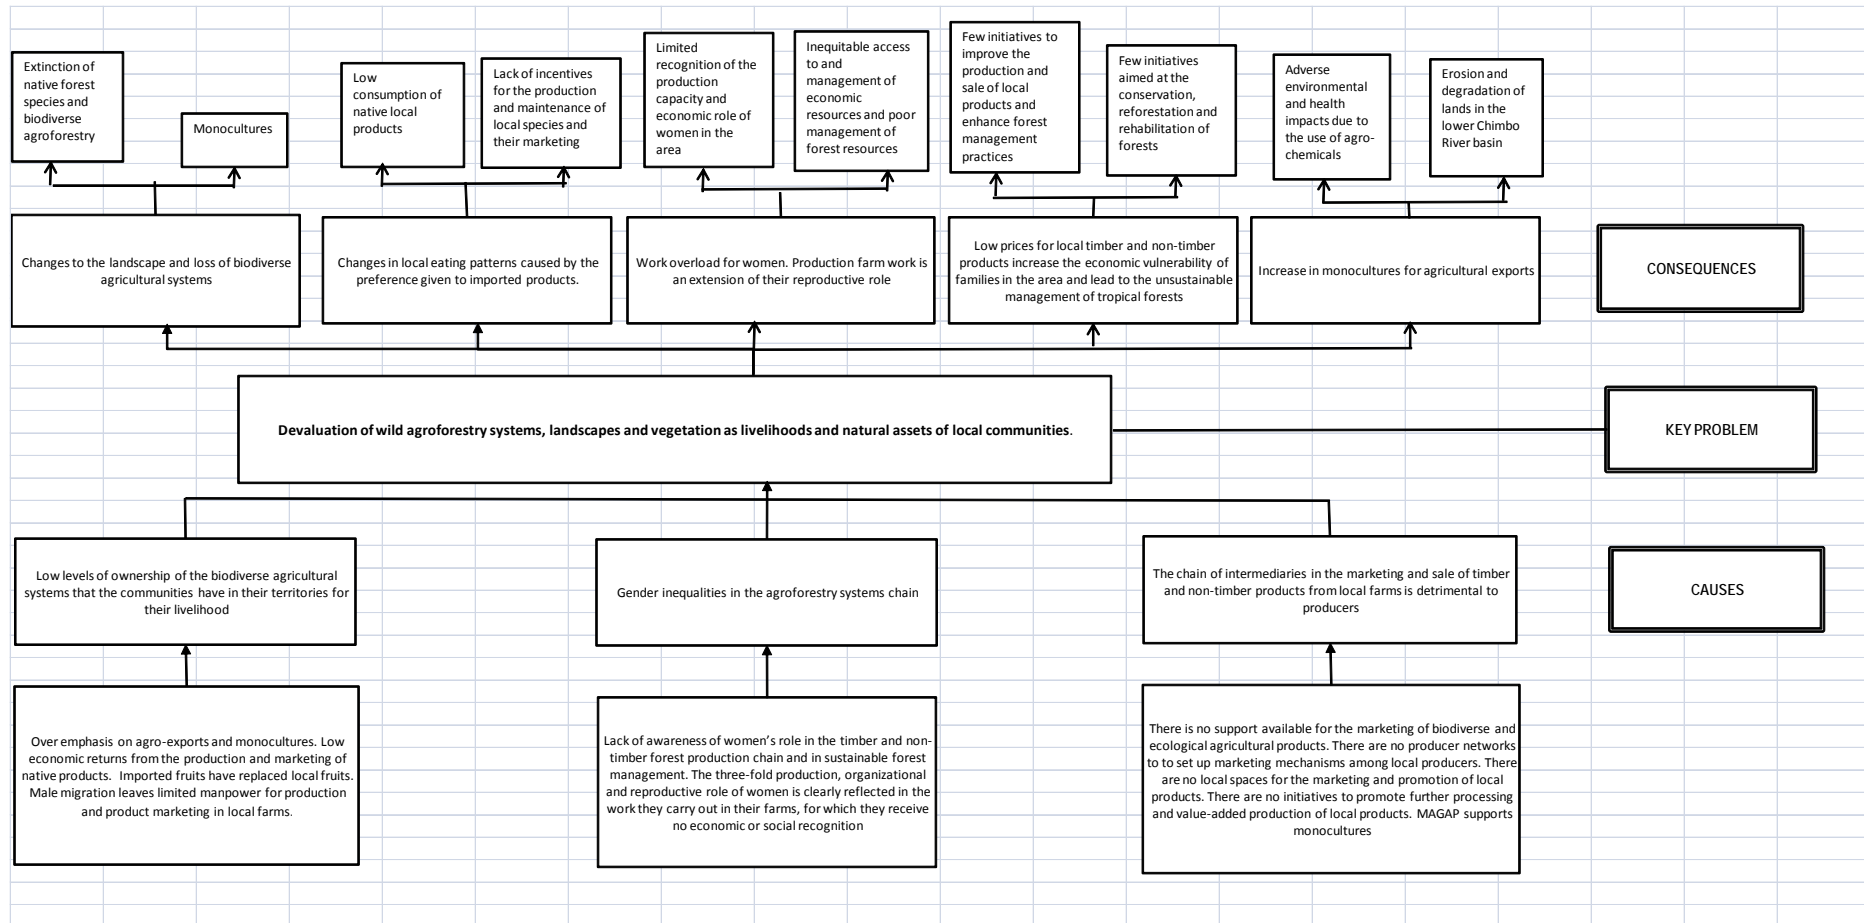 Extinction of
native forest
species and
biodiverse
agroforestry
Monocultures
Low
consumption of
native local
products
Lack of incentives
for the production
and maintenance of
local species and
their marketing
Limited
recognition of the
production
capacity and
economic role of
women in the
area
Inequitable access
to and
management of
economic
resources and poor
management of
forest resources
Few initiatives to
improve the
production and
sale of local
products and
enhance forest
management
practices
Few initiatives
aimed at the
conservation,
reforestation and
rehabilitation of
forests
Adverse
environmental
and health
impacts due to
the use of agro-
chemicals
Erosion and
degradation of
lands in the
lower Chimbo
River basin
Changes to the landscape and loss of biodiverse
agricultural systems
Changes in local eating patterns caused by the
preference given to imported products.
Work overload for women. Production farm work is
an extension of their reproductive role
Low prices for local timber and non-timber
products increase the economic vulnerability of
families in the area and lead to the unsustainable
management of tropical forests
Increase in monocultures for agricultural exports
CONSEQUENCES
Devaluation of wild agroforestry systems, landscapes and vegetation as livelihoods and natural assets of local communities.
KEY PROBLEM
Low levels of ownership of the biodiverse agricultural
systems that the communities have in their territories for
their livelihood
Gender inequalities in the agroforestry systems chain
The chain of intermediaries in the marketing and sale of timber
and non-timber products from local farms is detrimental to
producers
CAUSES
Over emphasis on agro-exports and monocultures. Low
economic returns from the production and marketing of
native products. Imported fruits have replaced local fruits.
Male migration leaves limited manpower for production
and product marketing in local farms.
Lack of awareness of women's role in the timber and non-
timber forest production chain and in sustainable forest
management. The three-fold production, organizational
and reproductive role of women is clearly reflected in the
work they carry out in their farms, for which they receive
no economic or social recognition
There is no support available for the marketing of biodiverse and
ecological agricultural products. There are no producer networks
to to set up marketing mechanisms among local producers. There
are no local spaces for the marketing and promotion of local
products. There are no initiatives to promote further processing
and value-added production of local products. MAGAP supports
monocultures